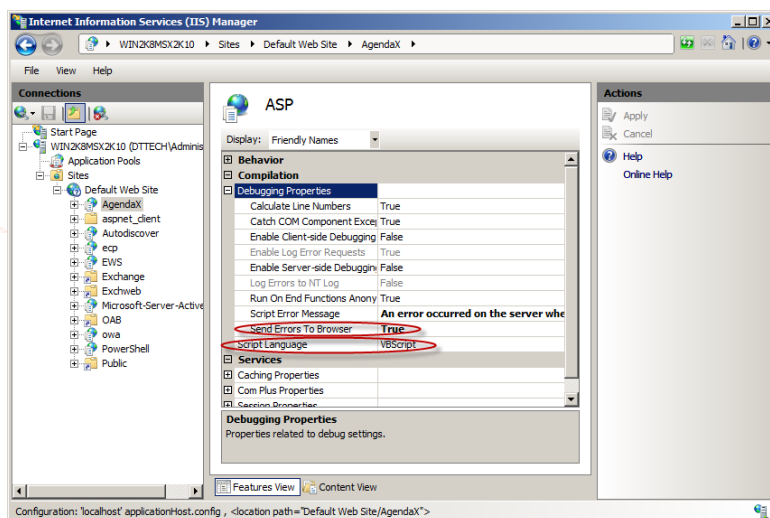 Internet Information Services (IIS) Manager
WIN2K8MSX2K10 Sites Default Web Site AgendaX
File View Help
Connections
Start Page
WIN2K8MSX2K10 (DTTECH\Adminis
Application Pools
Sites
Default Web Site
AgendaX
aspnet_client
Autodiscover
ecp
EWS
Exchange
Exchweb
Microsoft-Server-Active
OAB
owa
PowerShell
Public
ASP
Display: Friendly Names
Behavior
Compilation
Debugging Properties
Calculate Line Numbers True
Catch COM Component Excep True
Enable Client-side Debugging False
Enable Log Error Requests True
Enable Server-side Debugging False
Log Errors to NT Log False
Run On End Functions Anony True
Script Error Message An error occurred on the server whe
Send Errors To Browser True
Script Language VBScript
Services
Caching Properties
Com Plus Properties
Session Properties
Debugging Properties
Properties related to debug settings.
Features View Content View
Actions
Apply
Cancel
Help
Online Help
Configuration: 'localhost' applicationHost.config , <location path="Default Web Site/AgendaX">